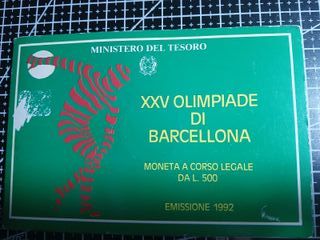 MINISTERO DEL TESORO
XXV OLIMPIADE
DI
BARCELLONA
MONETA A CORSO LEGALE
DA L. 500
EMISSIONE 1992